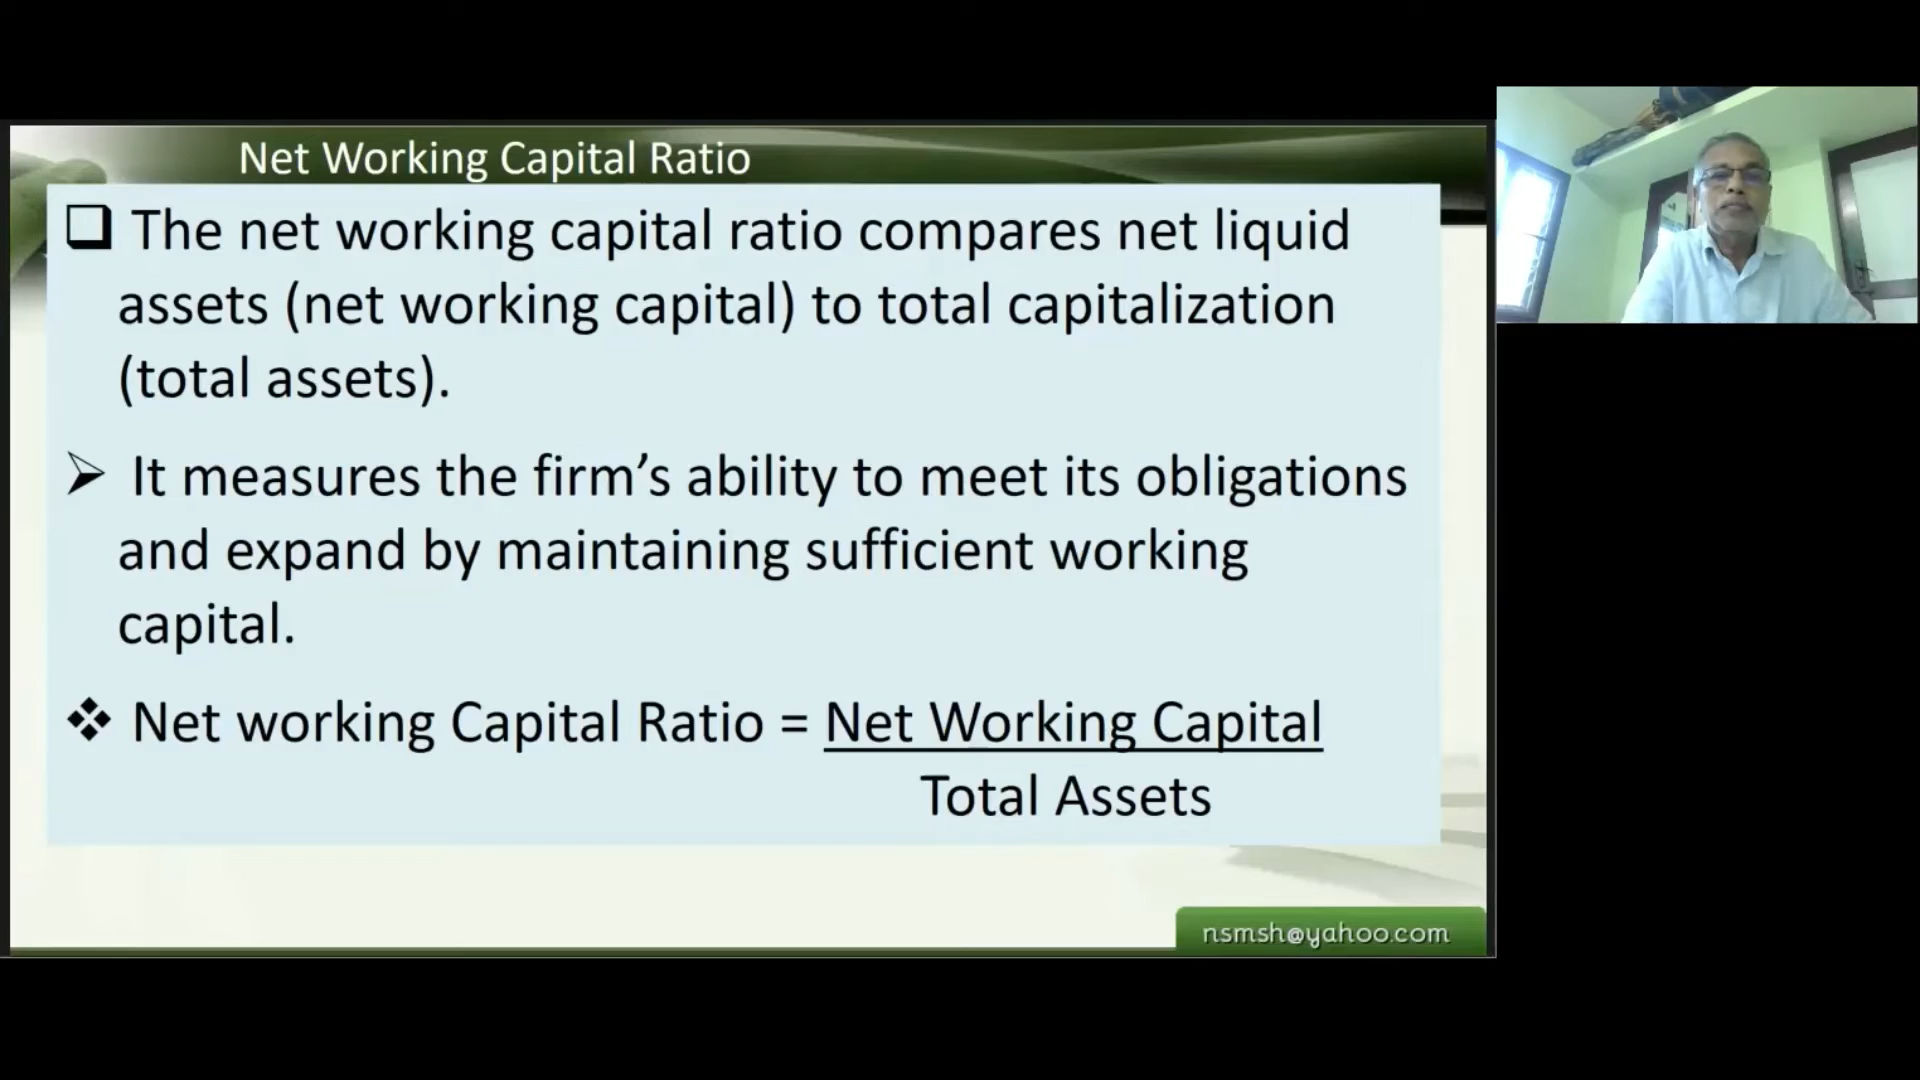 Net Working Capital Ratio
The net working capital ratio compares net liquid
assets (net working capital) to total capitalization
(total assets).
It measures the firm’s ability to meet its obligations
and expand by maintaining sufficient working
capital.
Net working Capital Ratio = Net Working Capital
Total Assets
nsmsh@yahoo.com